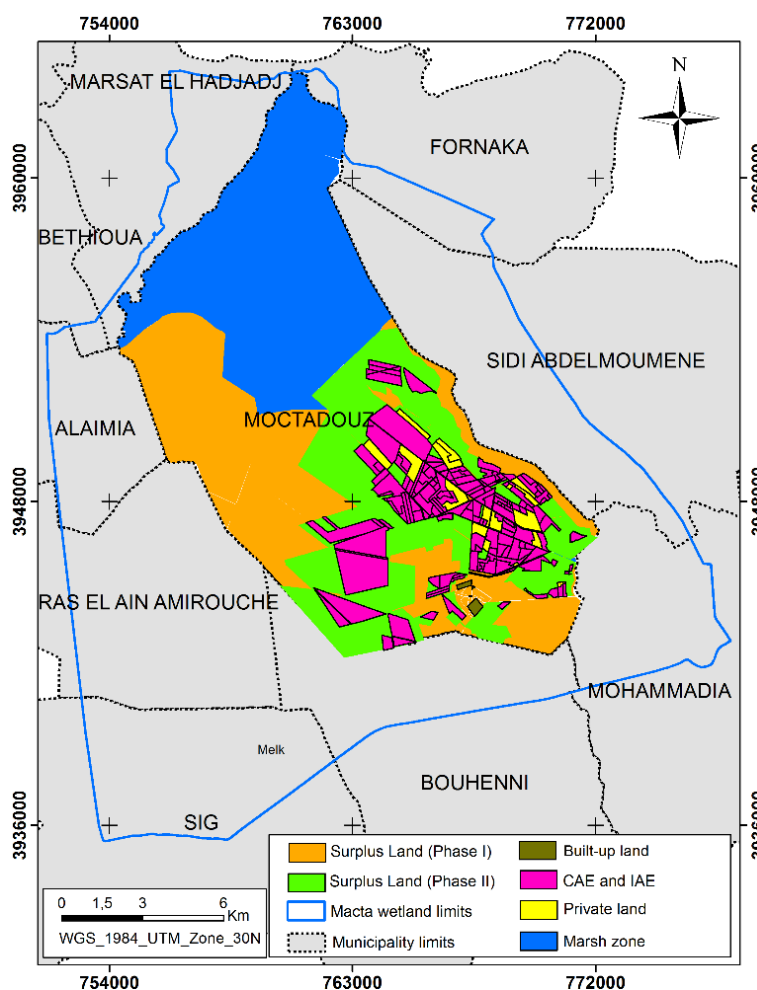 754000 763000 772000
MARSAT EL HADJADJ
N
FORNAKA
3960000
3960000
BETHIOUA
SIDI ABDELMOUMENE
ALAIMIA
MOCTADOUZ
3948000
3948000
RAS EL AIN AMIROUCHE
MOHAMMADIA
Melk
BOUHENNI
SIG
3936000
3936000
Surplus Land (Phase I)
Surplus Land (Phase II)
Macta wetland limits
Municipality limits
Built-up land
CAE and IAE
Private land
Marsh zone
0 1,5 3 6
Km
WGS_1984_UTM_Zone_30N
754000 763000 772000